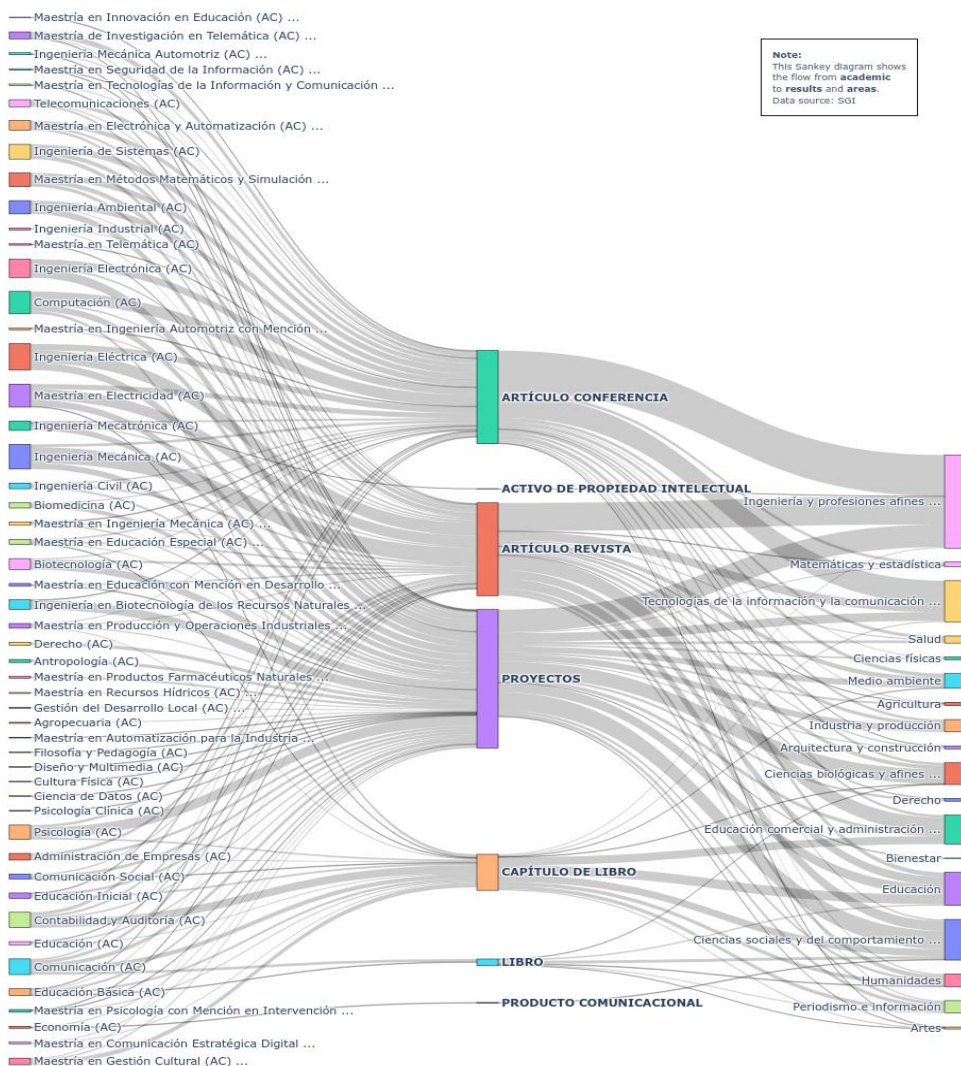 Maestría en Innovación en Educación (AC) ...
Maestría de Investigación en Telemática (AC) ...
Ingeniería Mecánica Automotriz (AC) ...
Maestría en Seguridad de la Información (AC) ...
Maestría en Tecnologías de la Información y Comunicación ...
Telecomunicaciones (AC)
Maestría en Electrónica y Automatización (AC) ...
Ingeniería de Sistemas (AC)
Maestría en Métodos Matemáticos y Simulación ...
Ingeniería Ambiental (AC)
Ingeniería Industrial (AC)
Maestría en Telemática (AC)
Ingeniería Electrónica (AC)
Computación (AC)
Maestría en Ingeniería Automotriz con Mención ...
Ingeniería Eléctrica (AC)
Maestría en Electricidad (AC)
Ingeniería Mecatrónica (AC)
Ingeniería Mecánica (AC)
Ingeniería Civil (AC)
Biomedicina (AC)
Maestría en Ingeniería Mecánica (AC) ...
Maestría en Educación Especial (AC) ...
Biotecnología (AC)
Maestría en Educación con Mención en Desarrollo ...
Ingeniería en Biotecnología de los Recursos Naturales ...
Maestría en Producción y Operaciones Industriales ...
Derecho (AC)
Antropología (AC)
Maestría en Productos Farmacéuticos Naturales ...
Maestría en Recursos Hídricos (AC) ...
Gestión del Desarrollo Local (AC) ...
Agropecuaria (AC)
Maestría en Automatización para la Industria ...
Filosofía y Pedagogía (AC)
Diseño y Multimedia (AC)
Cultura Física (AC)
Ciencia de Datos (AC)
Psicología Clínica (AC)
Psicología (AC)
Administración de Empresas (AC)
Comunicación Social (AC)
Educación Inicial (AC)
Contabilidad y Auditoría (AC)
Educación (AC)
Comunicación (AC)
Educación Básica (AC)
Maestría en Psicología con Mención en Intervención ...
Economía (AC)
Maestría en Comunicación Estratégica Digital ...
Maestría en Gestión Cultural (AC) ...
ARTÍCULO CONFERENCIA
ACTIVO DE PROPIEDAD INTELECTUAL
ARTÍCULO REVISTA
PROYECTOS
CAPÍTULO DE LIBRO
LIBRO
PRODUCTO COMUNICACIONAL
Note:
This Sankey diagram shows
the flow from academic
to results and areas.
Data source: SGI
Ingeniería y profesiones afines ...
Matemáticas y estadística
Tecnologías de la información y la comunicación ...
Salud
Ciencias físicas
Medio ambiente
Agricultura
Industria y producción
Arquitectura y construcción
Ciencias biológicas y afines ...
Derecho
Educación comercial y administración ...
Bienestar
Educación
Ciencias sociales y del comportamiento ...
Humanidades
Periodismo e información
Artes